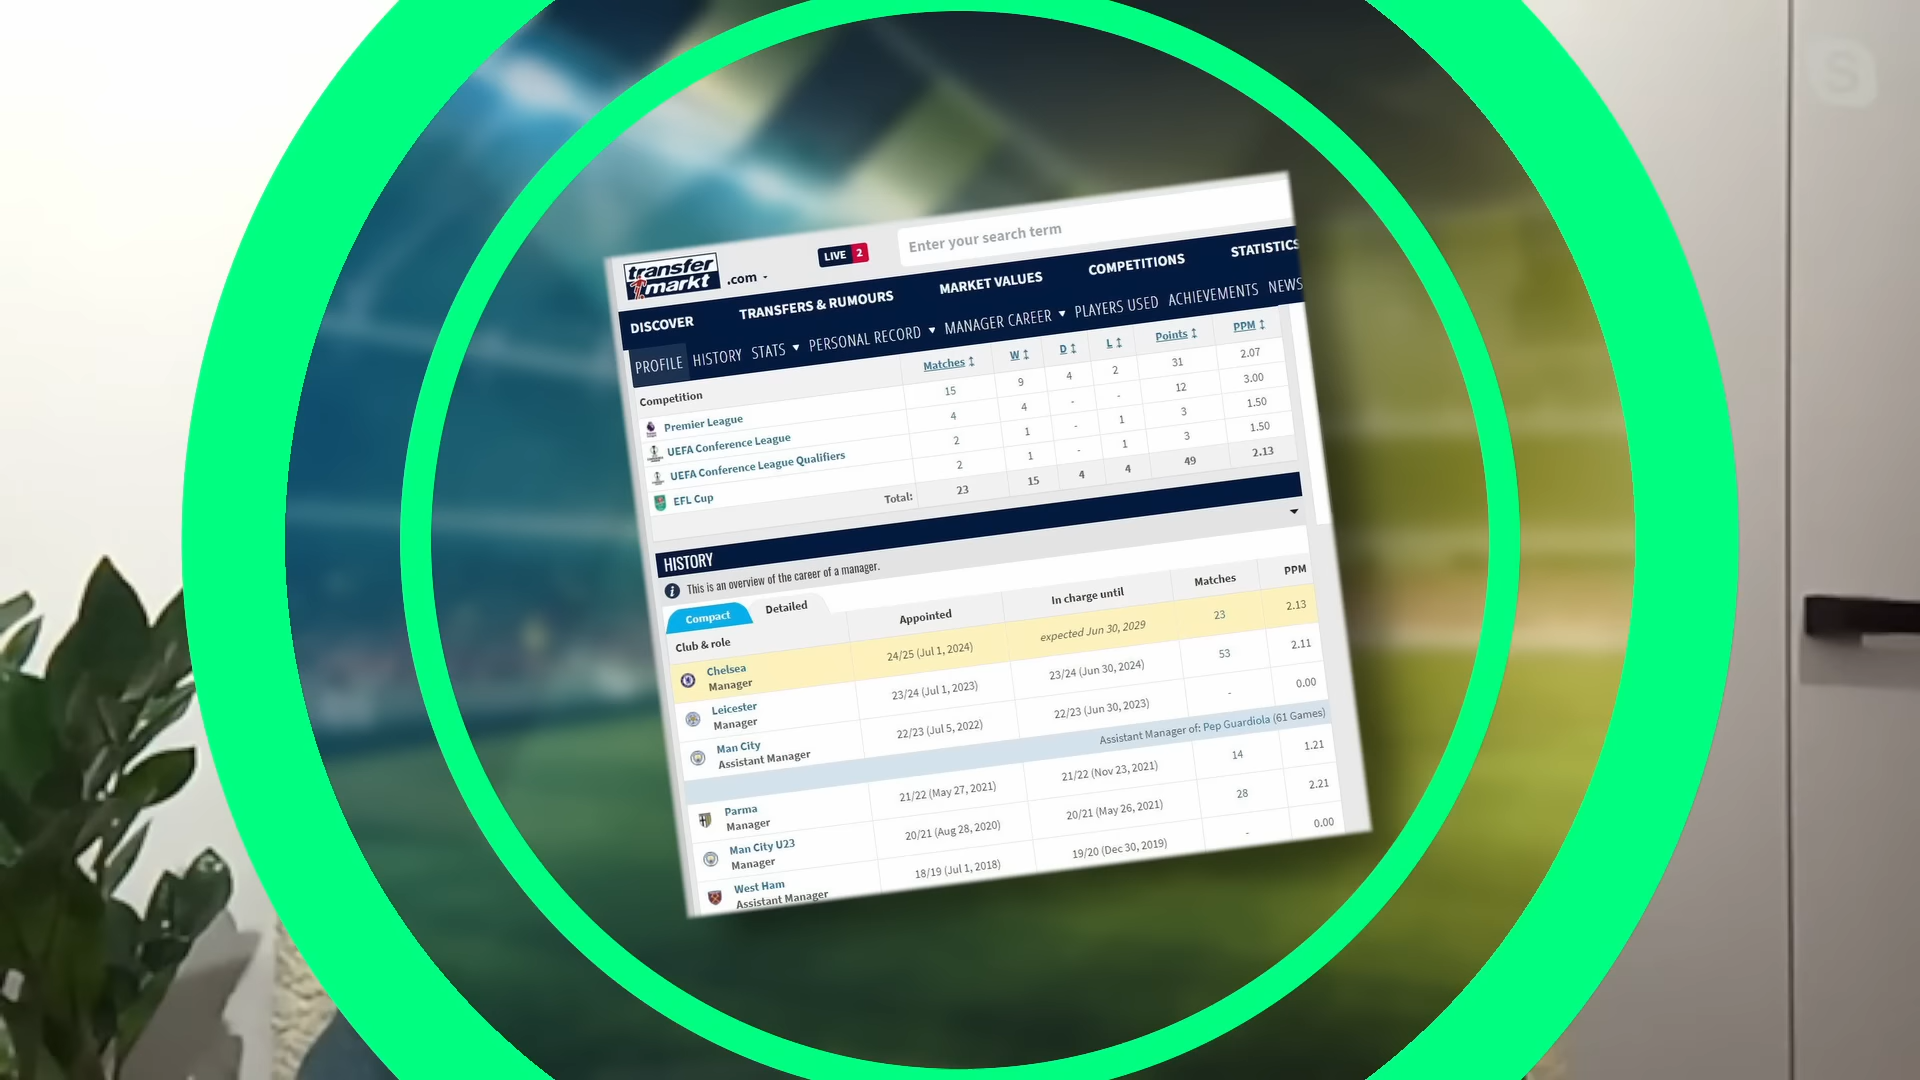 transfer markt .com
LIVE 2
Enter your search term
DISCOVER TRANSFERS & RUMOURS MARKET VALUES COMPETITIONS STATISTICS
PROFILE HISTORY STATS PERSONAL RECORD MANAGER CAREER PLAYERS USED ACHIEVEMENTS NEWS
Competition Matches W D L Points PPM
Premier League 15 9 4 2 31 2.07
UEFA Conference League 4 4 - - 12 3.00
UEFA Conference League Qualifiers 2 1 - 1 3 1.50
EFL Cup 2 1 - 1 3 1.50
Total: 23 15 4 4 49 2.13
HISTORY
i This is an overview of the career of a manager.
Compact Detailed
Club & role Appointed In charge until Matches PPM
Chelsea
Manager 24/25 (Jul 1, 2024) expected Jun 30, 2029 23 2.13
Leicester
Manager 23/24 (Jul 1, 2023) 23/24 (Jun 30, 2024) 53 2.11
Man City
Assistant Manager 22/23 (Jul 5, 2022) 22/23 (Jun 30, 2023) - 0.00
Assistant Manager of: Pep Guardiola (61 Games)
Parma
Manager 21/22 (May 27, 2021) 21/22 (Nov 23, 2021) 14 1.21
Man City U23
Manager 20/21 (Aug 28, 2020) 20/21 (May 26, 2021) 28 2.21
West Ham
Assistant Manager 18/19 (Jul 1, 2018) 19/20 (Dec 30, 2019) - 0.00
S